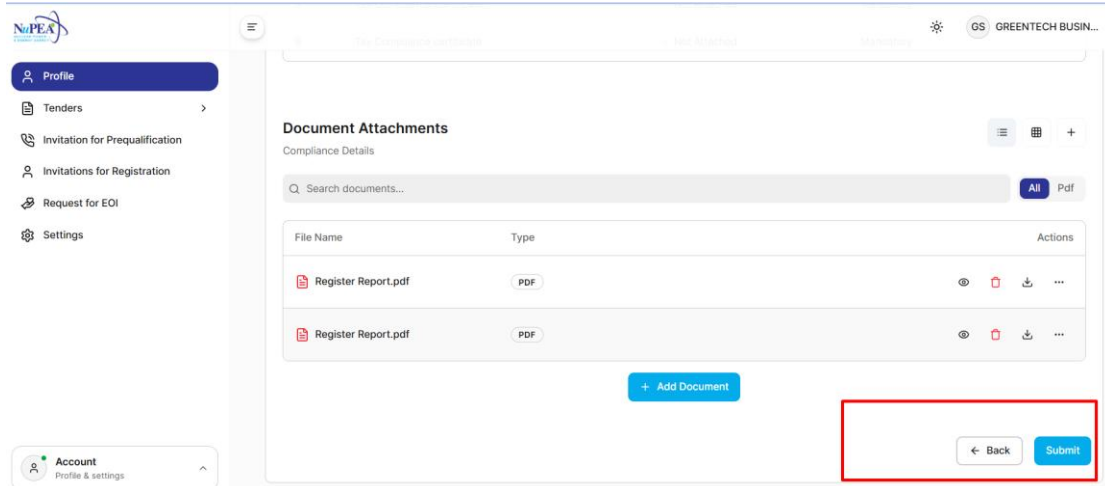 NuPEA
GS GREENTECH BUSIN...
Profile
Tenders
Invitation for Prequalification
Invitations for Registration
Request for EOI
Settings
Document Attachments
Compliance Details
Search documents...
All Pdf
File Name Type Actions
Register Report.pdf PDF
Register Report.pdf PDF
+ Add Document
← Back Submit
Account
Profile & settings